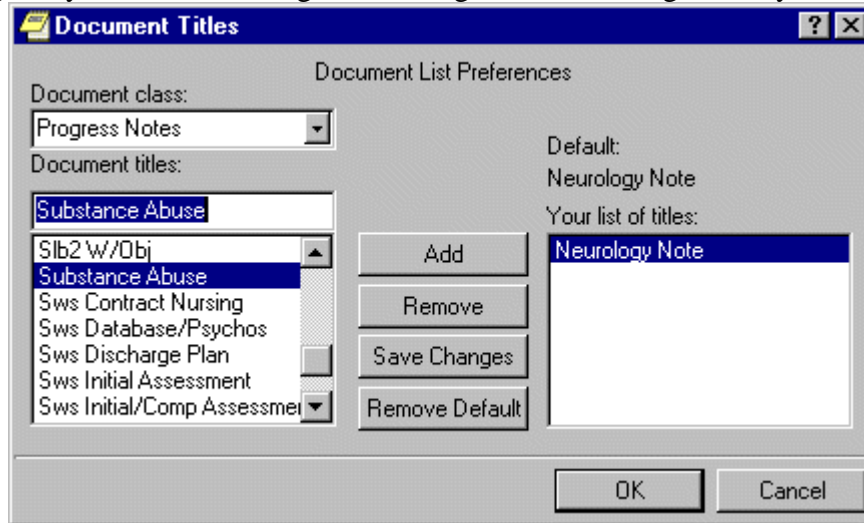 Document Titles
Document List Preferences
Document class:
Progress Notes
Document titles:
Substance Abuse
Slb2 W/Obj
Substance Abuse
Sws Contract Nursing
Sws Database/Psychos
Sws Discharge Plan
Sws Initial Assessment
Sws Initial/Comp
Add
Remove
Save Changes
Remove Default
Default:
Neurology Note
Your list of titles:
Neurology Note
OK
Cancel